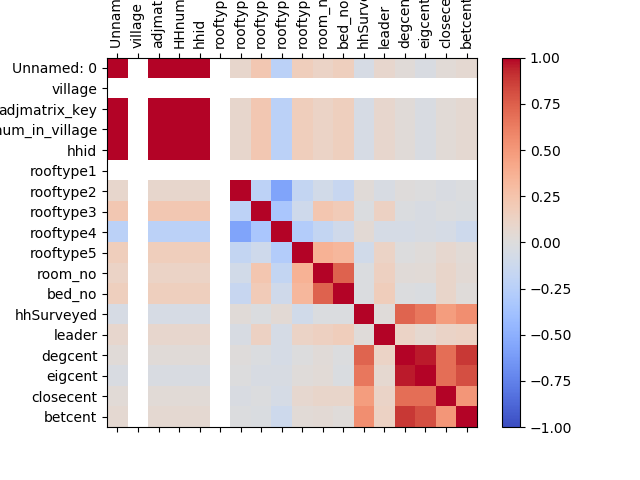 Unnam
village
adjmat
HHnum
hhid
rooftyp
rooftyp
rooftyp
rooftyp
rooftyp
room_n
bed_no
hhSurv
leader
degcent
eigcent
closece
betcent
Unnamed: 0
village
adjmatrix_key
num_in_village
hhid
rooftype1
rooftype2
rooftype3
rooftype4
rooftype5
room_no
bed_no
hhSurveyed
leader
degcent
eigcent
closecent
betcent
1.00
0.75
0.50
0.25
0.00
−0.25
−0.50
−0.75
−1.00